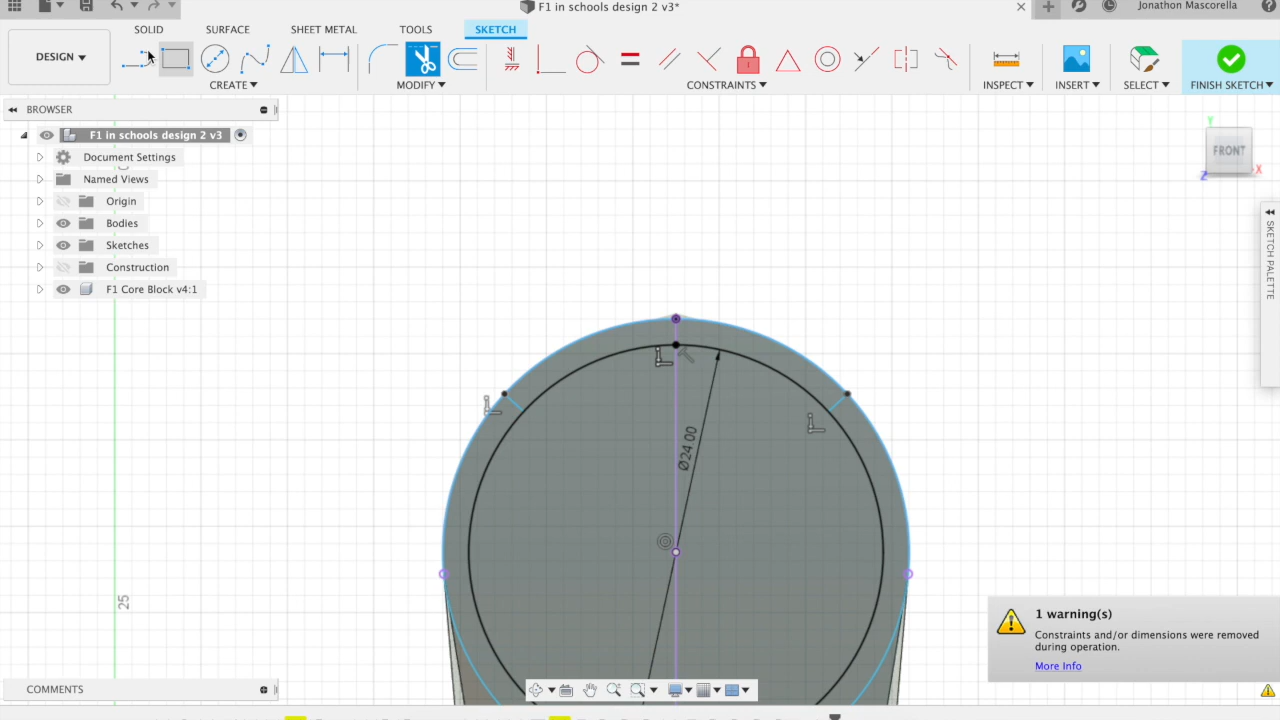 F1 in schools design 2 v3*
Jonathon Mascorella
SOLID
SURFACE
SHEET METAL
TOOLS
SKETCH
DESIGN
CREATE
MODIFY
CONSTRAINTS
INSPECT
INSERT
SELECT
FINISH SKETCH
BROWSER
F1 in schools design 2 v3
Document Settings
Named Views
Origin
Bodies
Sketches
Construction
F1 Core Block v4:1
Y
FRONT
X
Z
SKETCH PALETTE
Ø24.00
25
1 warning(s)
Constraints and/or dimensions were removed
during operation.
More Info
COMMENTS